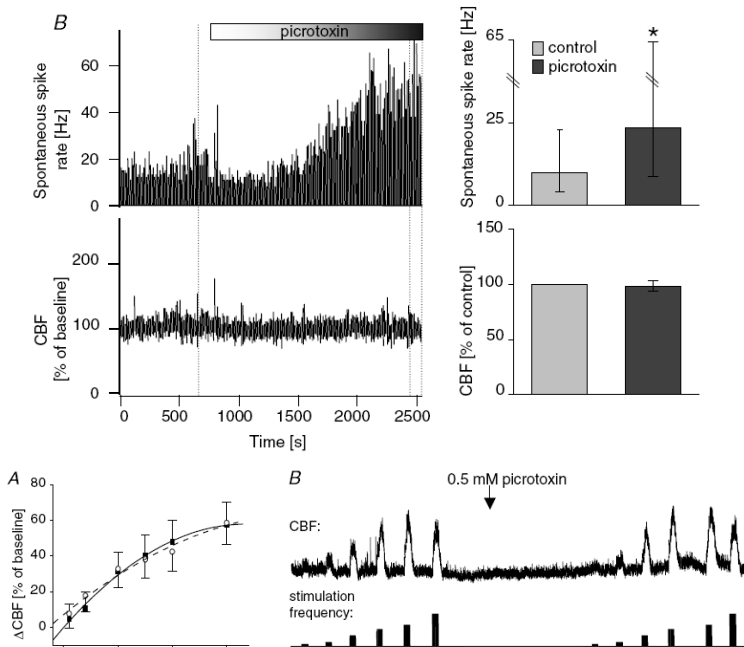 B
picrotoxin
Spontaneous spike
rate [Hz]
60
40
20
0
CBF
[% of baseline]
200
100
0
0
500
1000
1500
2000
2500
Time [s]
Spontaneous spike rate [Hz]
65
25
0
*
control
picrotoxin
CBF [% of control]
100
50
0
A
ΔCBF [% of baseline]
80
60
40
20
0
B
0.5 mM picrotoxin
CBF:
stimulation
frequency: